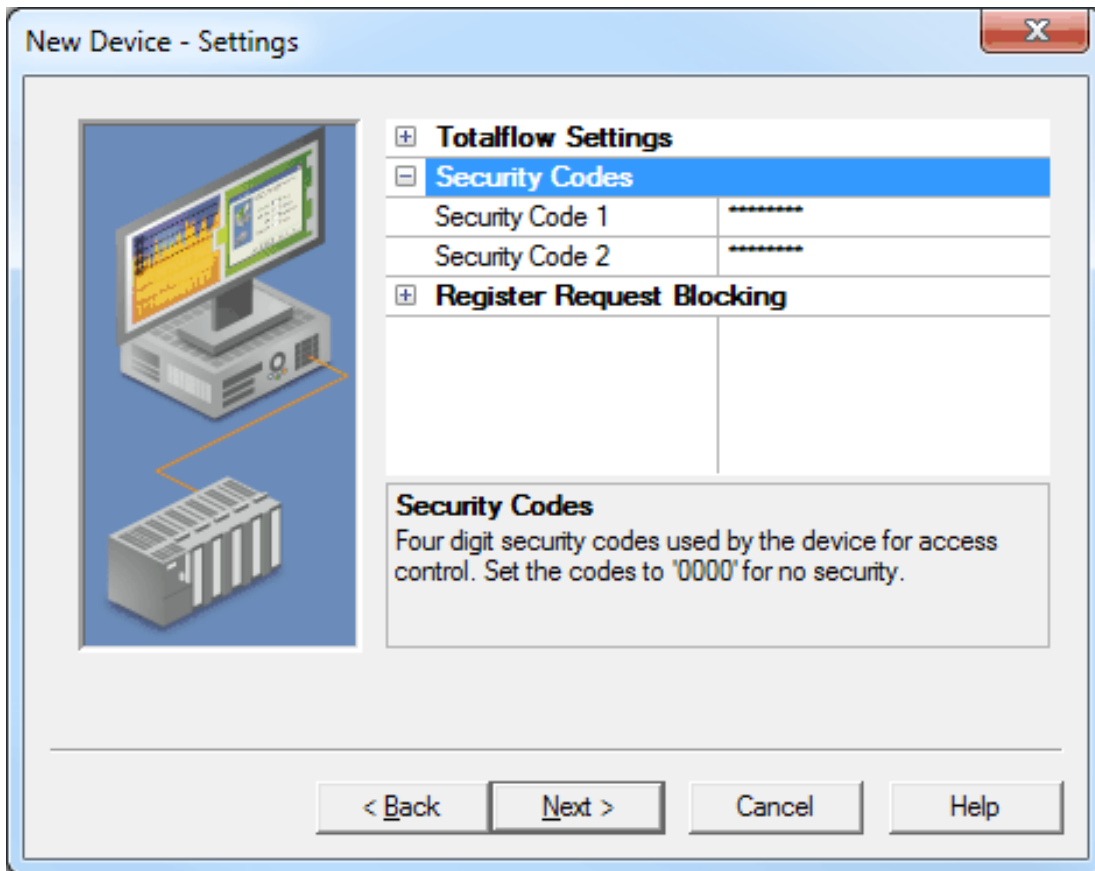 New Device - Settings
X
Totalflow Settings
Security Codes
Security Code 1 ********
Security Code 2 ********
Register Request Blocking
Security Codes
Four digit security codes used by the device for access
control. Set the codes to '0000' for no security.
< Back Next > Cancel Help